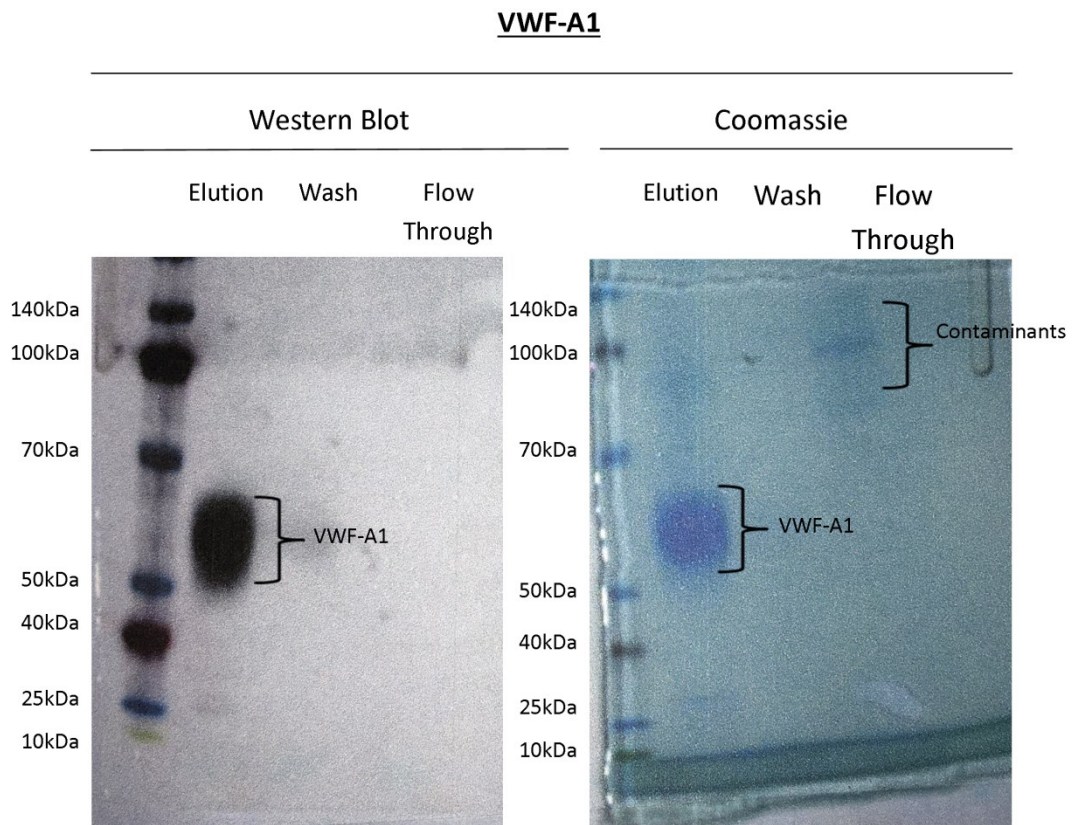 VWF-A1
Western Blot
Coomassie
Elution
Wash
Flow
Through
Elution
Wash
Flow
Through
140kDa
100kDa
70kDa
50kDa
40kDa
25kDa
10kDa
VWF-A1
140kDa
100kDa
70kDa
50kDa
40kDa
25kDa
10kDa
Contaminants
VWF-A1